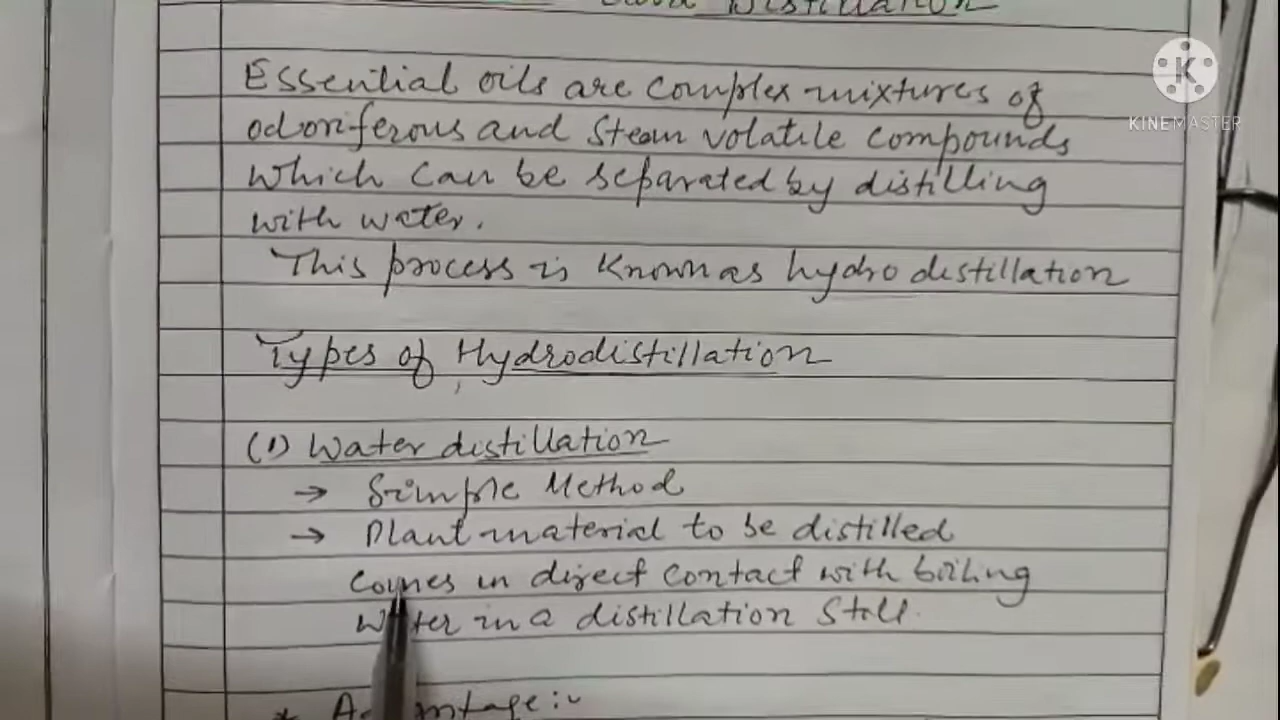 Distillation
K
KINEMASTER
Essential oils are complex mixtures of
odoriferous and steam volatile compounds
which can be separated by distilling
with water.
This process is known as hydrodistillation
Types of Hydrodistillation
(1) Water distillation
→ Simple Method
→ Plant material to be distilled
comes in direct contact with boiling
Water in a distillation still.
* Advantage :-